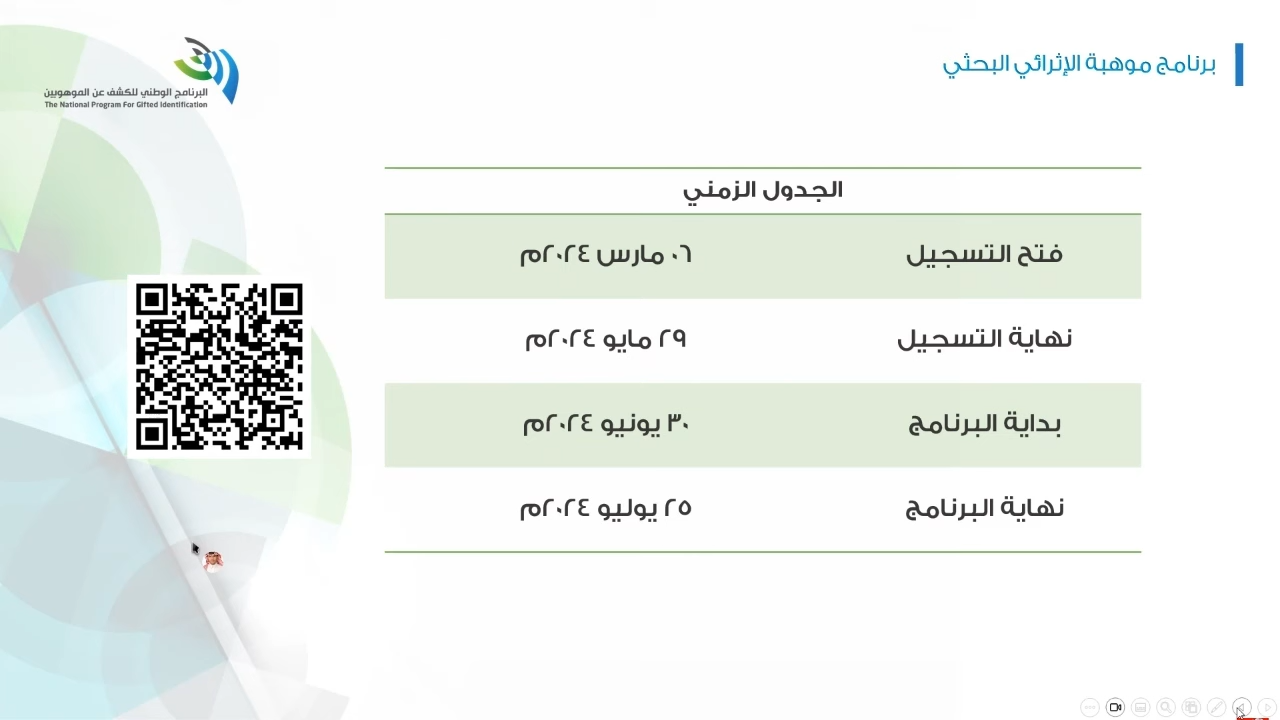 برنامج موهبة الإثرائي البحثي
البرنامج الوطني للكشف عن الموهوبين
The National Program For Gifted Identification
الجدول الزمني
فتح التسجيل ٠٦ مارس ٢٠٢٤م
نهاية التسجيل ٢٩ مايو ٢٠٢٤م
بداية البرنامج ٣٠ يونيو ٢٠٢٤م
نهاية البرنامج ٢٥ يوليو ٢٠٢٤م